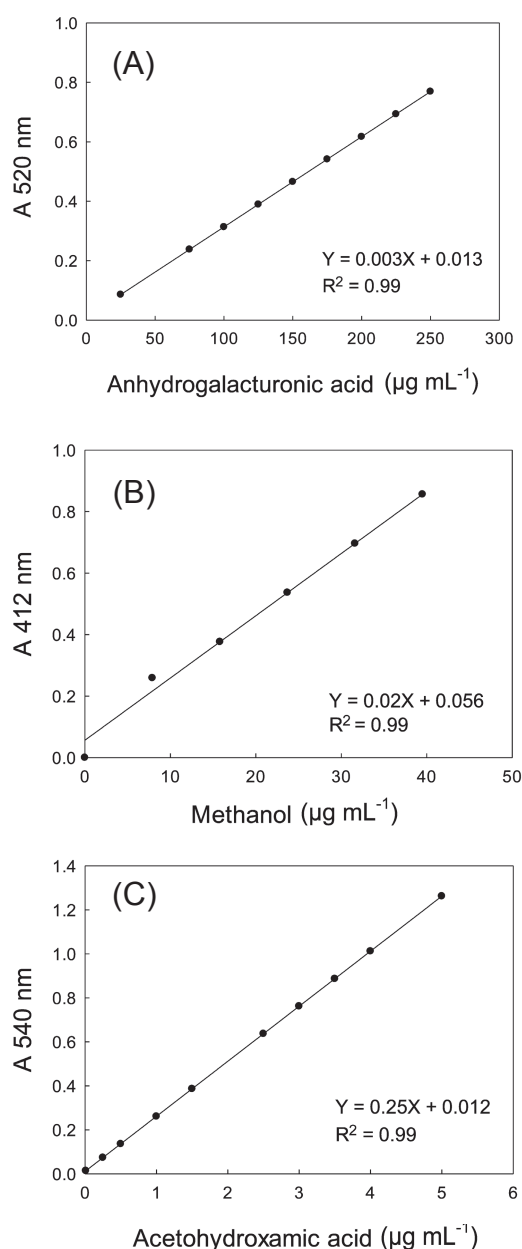 (A)
A 520 nm
1.0
0.8
0.6
0.4
0.2
0.0
Y = 0.003X + 0.013
R² = 0.99
0 50 100 150 200 250 300
Anhydrogalacturonic acid (µg mL⁻¹)
(B)
A 412 nm
1.0
0.8
0.6
0.4
0.2
0.0
Y = 0.02X + 0.056
R² = 0.99
0 10 20 30 40 50
Methanol (µg mL⁻¹)
(C)
A 540 nm
1.4
1.2
1.0
0.8
0.6
0.4
0.2
0.0
Y = 0.25X + 0.012
R² = 0.99
0 1 2 3 4 5 6
Acetohydroxamic acid (µg mL⁻¹)